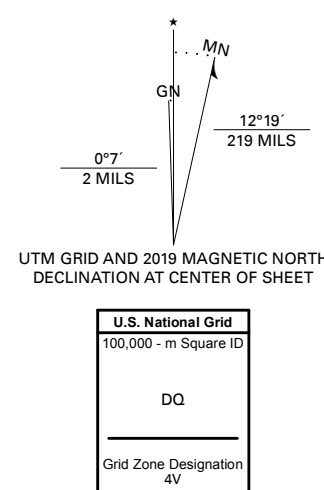 ★
MN
GN
12°19´
219 MILS
0°7´
2 MILS
UTM GRID AND 2019 MAGNETIC NORTH
DECLINATION AT CENTER OF SHEET
U.S. National Grid
100,000 - m Square ID
DQ
Grid Zone Designation
4V